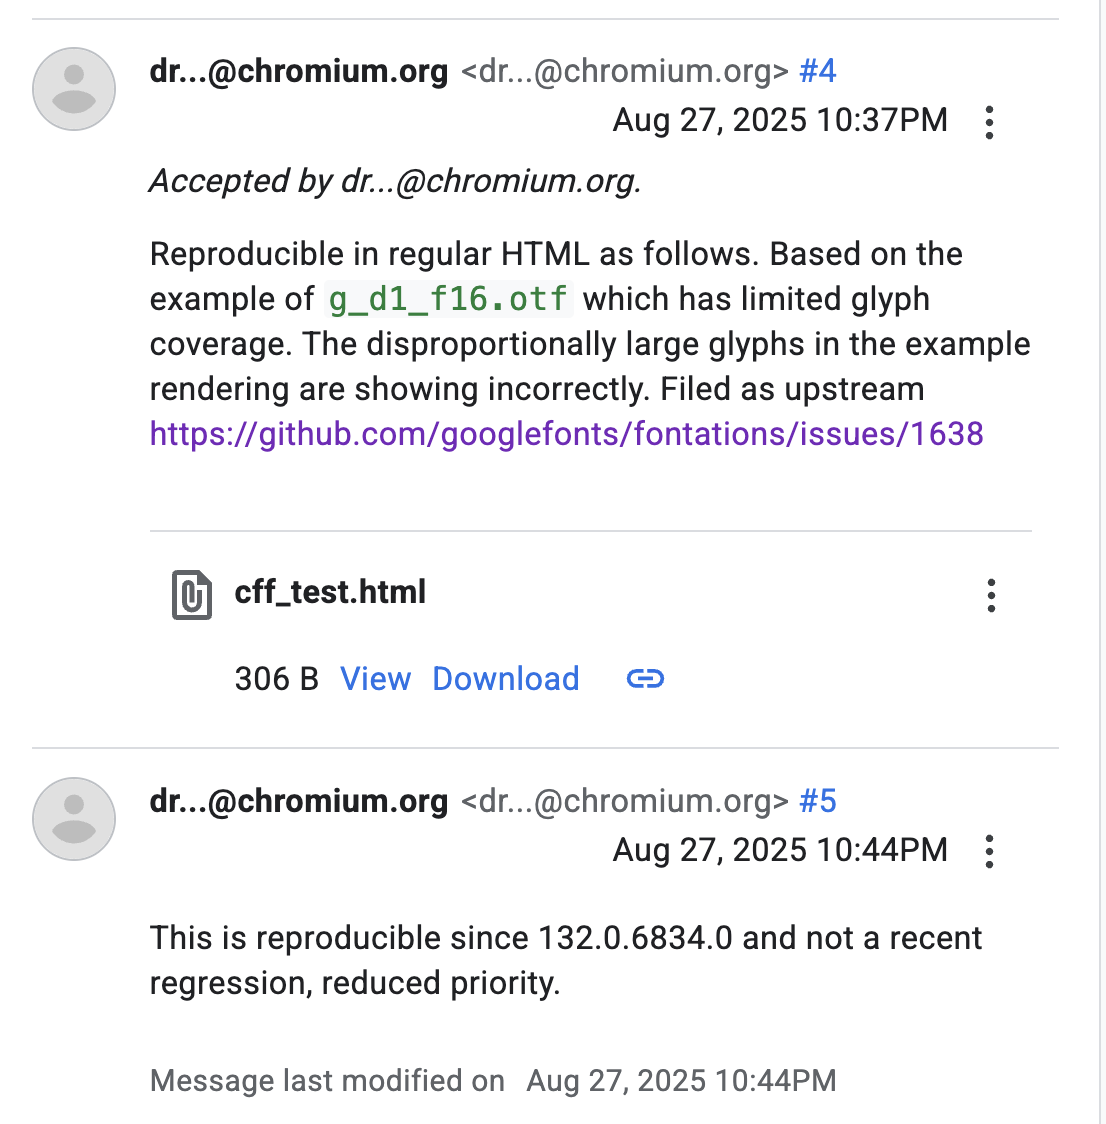 dr...@chromium.org <dr...@chromium.org> #4
Aug 27, 2025 10:37PM
Accepted by dr...@chromium.org.
Reproducible in regular HTML as follows. Based on the
example of g_d1_f16.otf which has limited glyph
coverage. The disproportionally large glyphs in the example
rendering are showing incorrectly. Filed as upstream
https://github.com/googlefonts/fontations/issues/1638
cff_test.html
306 B View Download
dr...@chromium.org <dr...@chromium.org> #5
Aug 27, 2025 10:44PM
This is reproducible since 132.0.6834.0 and not a recent
regression, reduced priority.
Message last modified on Aug 27, 2025 10:44PM